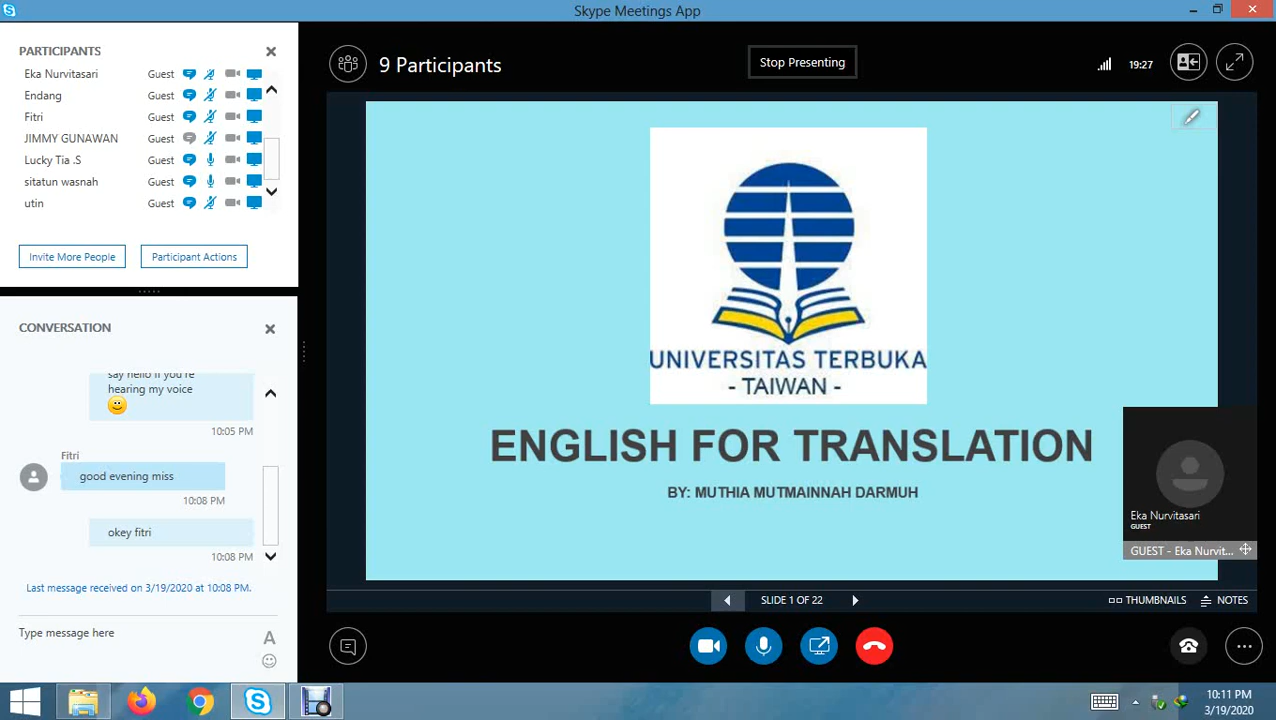 Skype Meetings App
PARTICIPANTS
Eka Nurvitasari Guest
Endang Guest
Fitri Guest
JIMMY GUNAWAN Guest
Lucky Tia .S Guest
sitatun wasnah Guest
utin Guest
Invite More People Participant Actions
CONVERSATION
say hello if you're
hearing my voice
10:05 PM
Fitri
good evening miss
10:08 PM
okey fitri
10:08 PM
Last message received on 3/19/2020 at 10:08 PM.
Type message here
A
9 Participants
Stop Presenting
19:27
UNIVERSITAS TERBUKA
- TAIWAN -
ENGLISH FOR TRANSLATION
BY: MUTHIA MUTMAINNAH DARMUH
Eka Nurvitasari
GUEST
GUEST - Eka Nurvit...
SLIDE 1 OF 22
THUMBNAILS NOTES
10:11 PM
3/19/2020